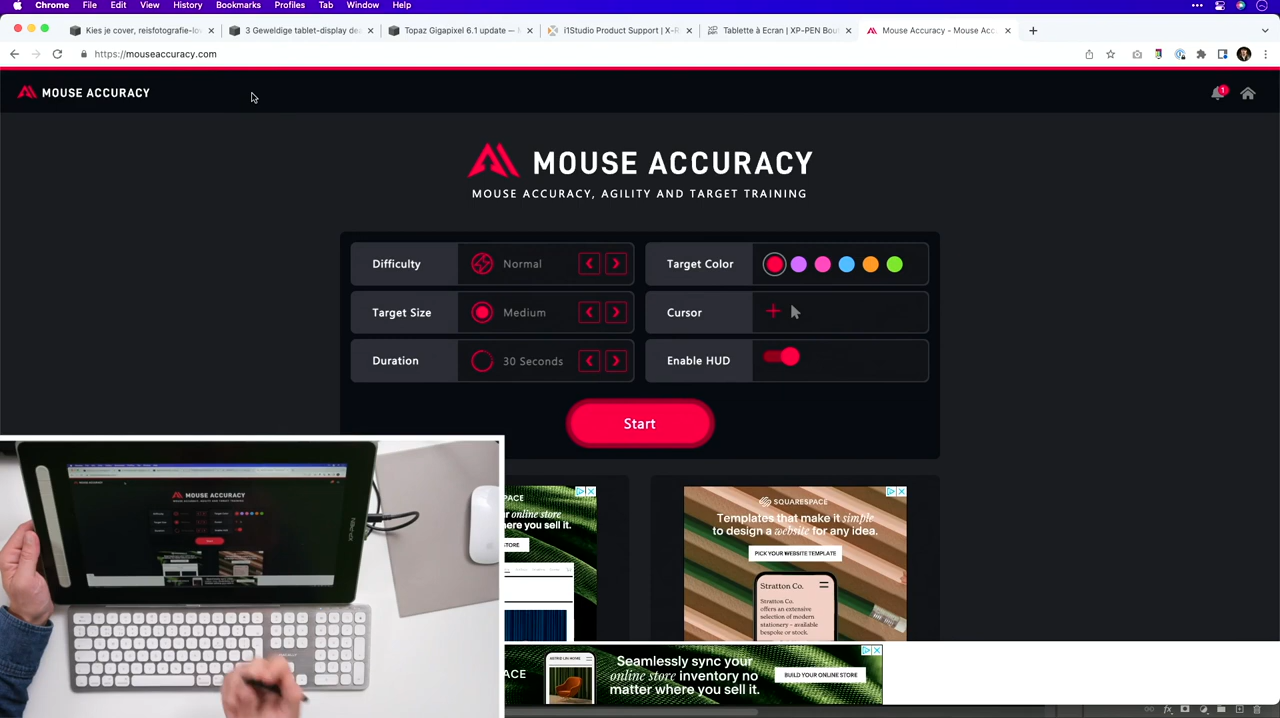 Chrome File Edit View History Bookmarks Profiles Tab Window Help
Kies je cover, reisfotografie-lov
3 Geweldige tablet-display de
Topaz Gigapixel 6.1 update —
i1Studio Product Support | X-R
Tablette à Ecran | XP-PEN Bou
Mouse Accuracy - Mouse Acc
https://mouseaccuracy.com
MOUSE ACCURACY
1
MOUSE ACCURACY
MOUSE ACCURACY, AGILITY AND TARGET TRAINING
Difficulty Normal
Target Color
Target Size Medium
Cursor
Duration 30 Seconds
Enable HUD
Start
MOUSE ACCURACY
online store
here you sell it.
SQUARESPACE
Templates that make it simple
to design a website for any idea.
PICK YOUR WEBSITE TEMPLATE
Stratton Co.
Stratton Co.
offers an extensive
selection of modern
stationery – available
bespoke or stock.
Seamlessly sync your
online store inventory no
matter where you sell it.
BUILD YOUR ONLINE STORE